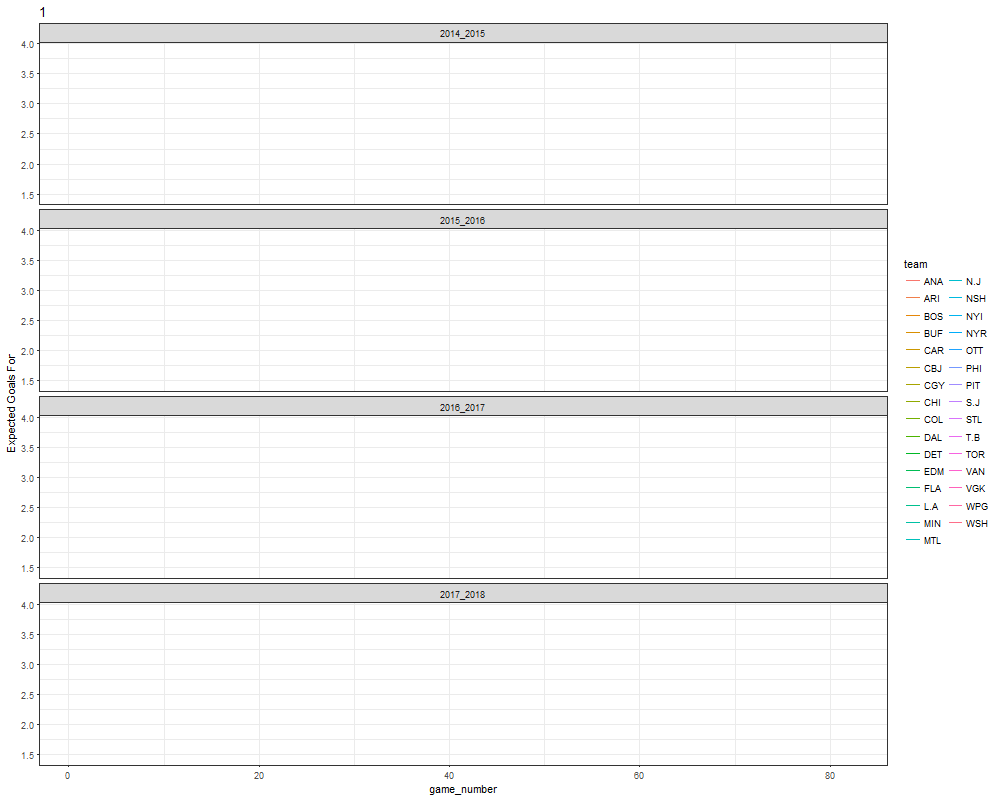 1
2014_2015
4.0
3.5
3.0
2.5
2.0
1.5
2015_2016
4.0
3.5
3.0
2.5
2.0
1.5
2016_2017
4.0
3.5
3.0
2.5
2.0
1.5
2017_2018
4.0
3.5
3.0
2.5
2.0
1.5
0 20 40 60 80
game_number
Expected Goals For
team
ANA N.J
ARI NSH
BOS NYI
BUF NYR
CAR OTT
CBJ PHI
CGY PIT
CHI S.J
COL STL
DAL T.B
DET TOR
EDM VAN
FLA VGK
L.A WPG
MIN WSH
MTL